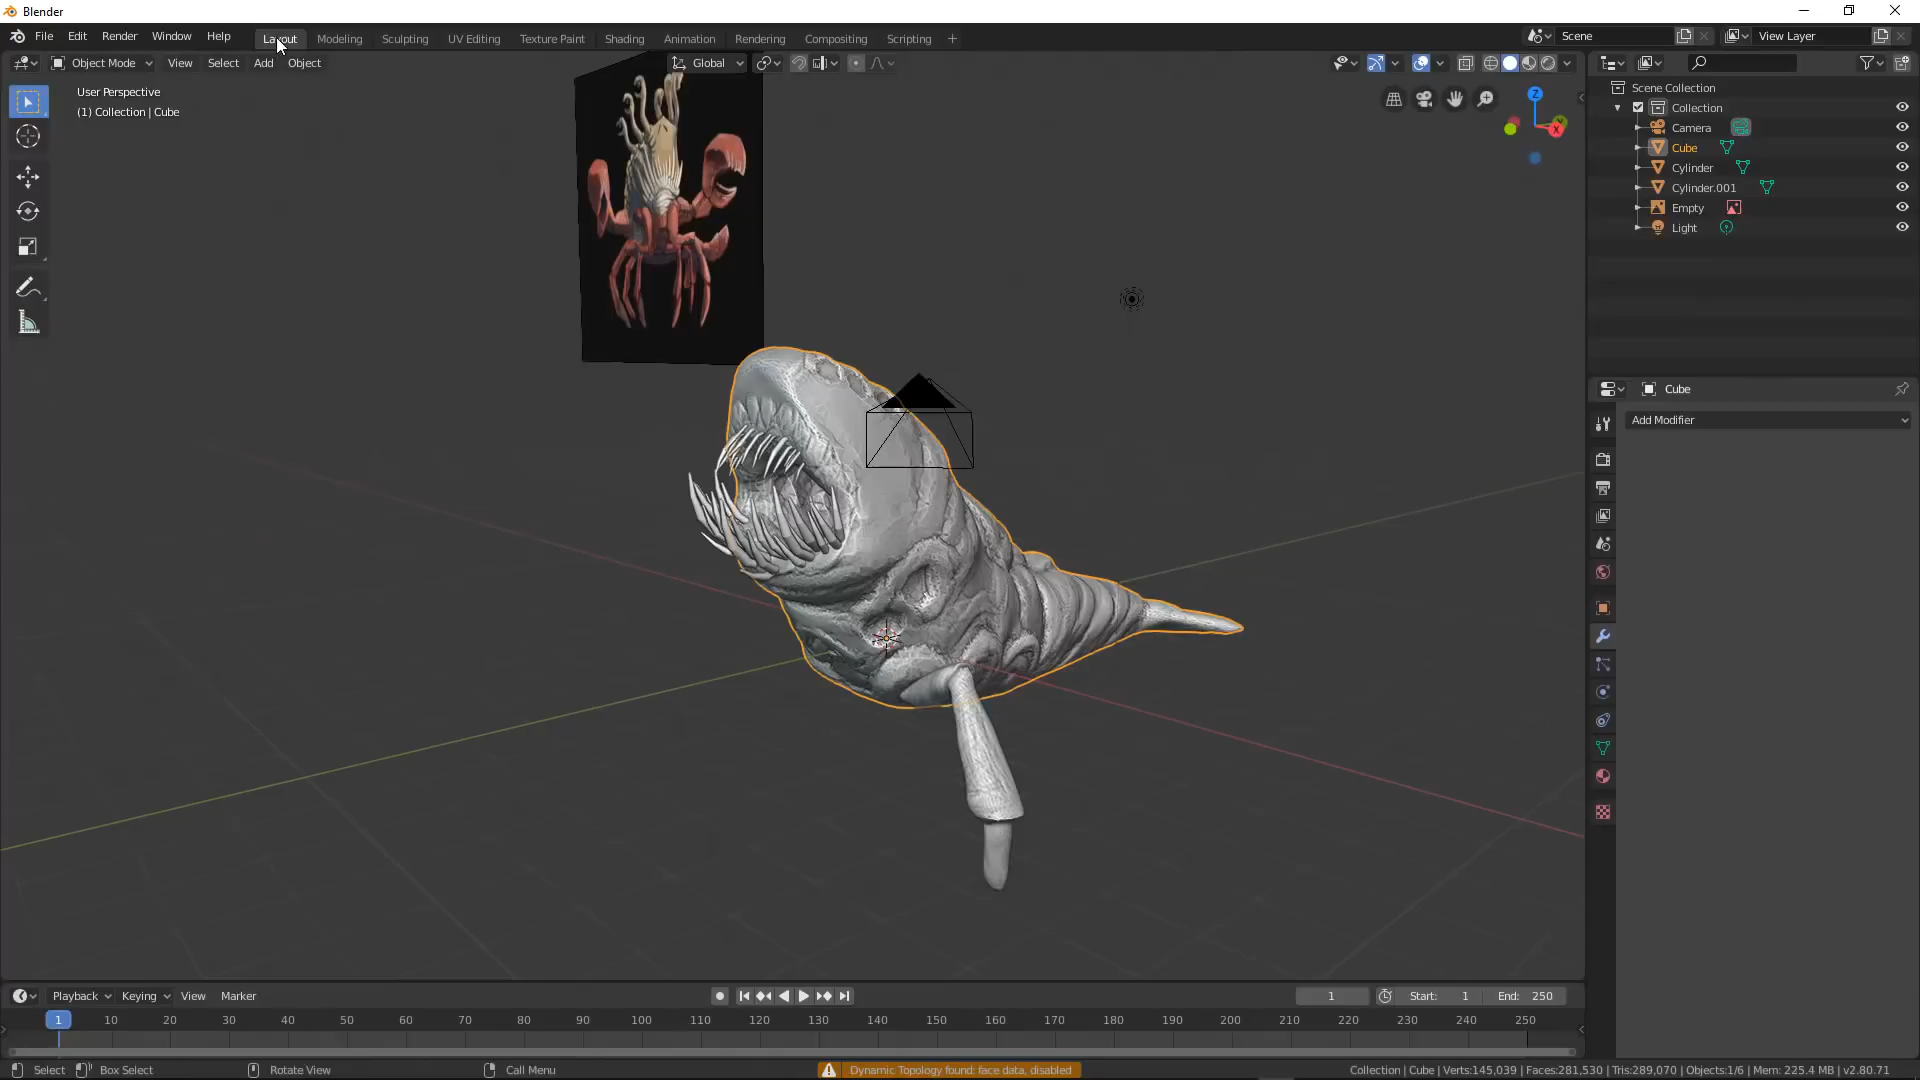 Blender
File Edit Render Window Help Layout Modeling Sculpting UV Editing Texture Paint Shading Animation Rendering Compositing Scripting + Scene View Layer
Object Mode View Select Add Object Global
User Perspective
(1) Collection | Cube
Z
Y
X
Scene Collection
Collection
Camera
Cube
Cylinder
Cylinder.001
Empty
Light
Cube
Add Modifier
Playback Keying View Marker 1 Start: 1 End: 250
1 10 20 30 40 50 60 70 80 90 100 110 120 130 140 150 160 170 180 190 200 210 220 230 240 250
Select Box Select Rotate View Call Menu Dynamic Topology found: face data, disabled Collection | Cube | Verts:145,039 | Faces:281,530 | Tris:289,070 | Objects:1/6 | Mem: 225.4 MB | v2.80.71